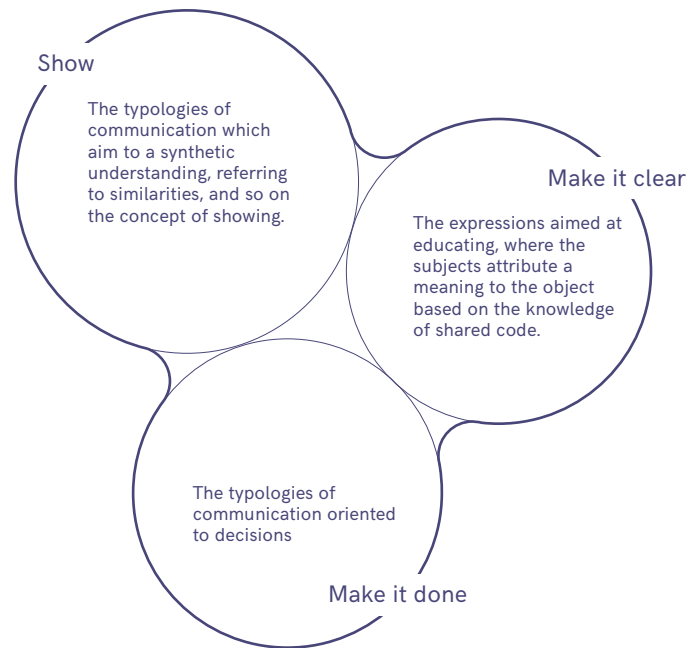 Show
The typologies of
communication which
aim to a synthetic
understanding, referring
to similarities, and so on
the concept of showing.
Make it clear
The expressions aimed at
educating, where the
subjects attribute a
meaning to the object
based on the knowledge
of shared code.
The typologies of
communication oriented
to decisions
Make it done